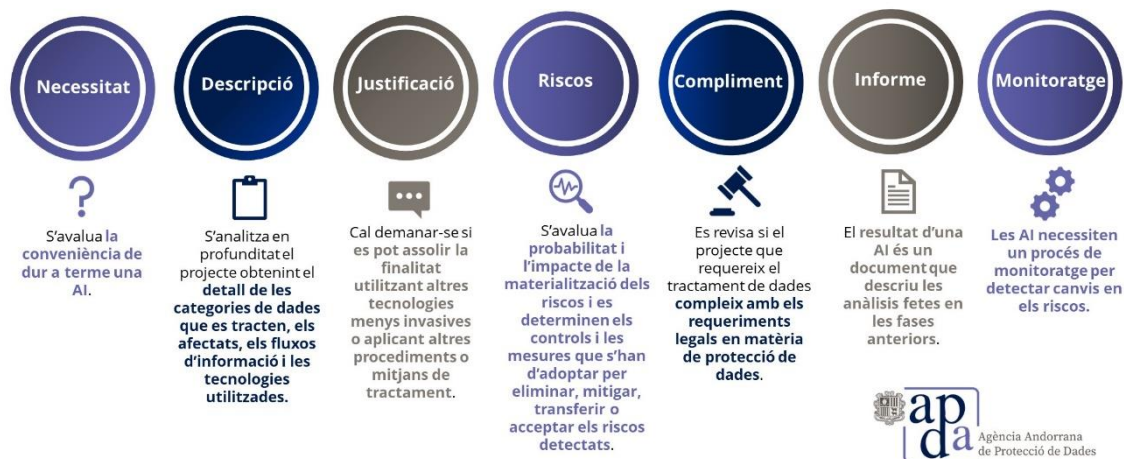 Necessitat
S'avalua la
conveniència de
dur a terme una
AI.
Descripció
S'analitza en
profunditat el
projecte obtenint el
detall de les
categories de dades
que es tracten, els
afectats, els fluxos
d'informació i les
tecnologies
utilitzades.
Justificació
Cal demanar-se si
es pot assolir la
finalitat
utilitzant altres
tecnologies
menys invasives
o aplicant altres
procediments o
mitjans de
tractament.
Riscos
S'avalua la
probabilitat i
l'impacte de la
materialització dels
riscos i es
determinen els
controls i les
mesures que s'han
d'adoptar per
eliminar, mitigar,
transferir o
acceptar els riscos
detectats.
Compliment
Es revisa si el
projecte que
requereix el
tractament de dades
compleix amb els
requeriments
legals en matèria
de protecció de
dades.
Informe
El resultat d'una
AI és un
document que
descriu les
anàlisis fetes en
les fases
anteriors.
Monitoratge
Les AI necessiten
un procés de
monitoratge per
detectar canvis en
els riscos.
apda
Agència Andorrana
de Protecció de Dades